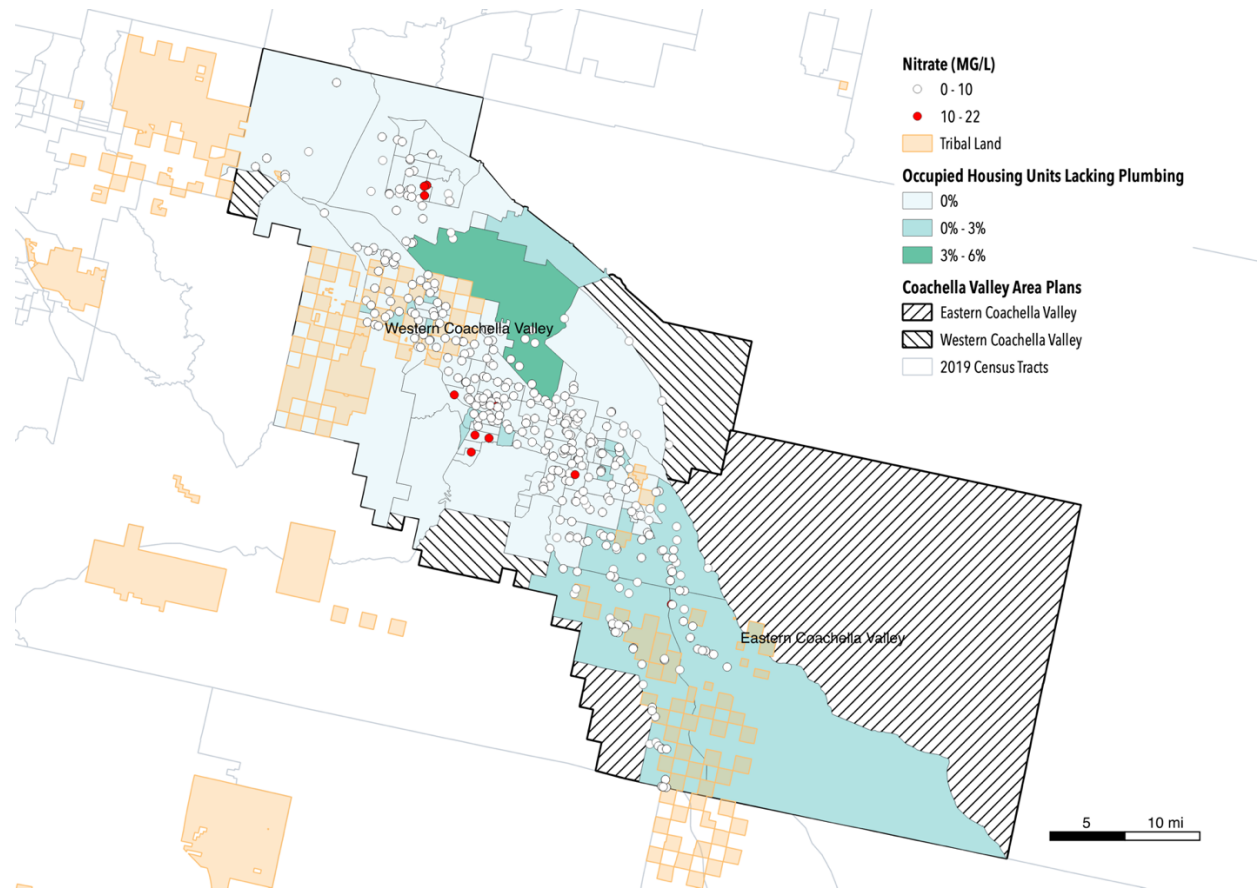 Nitrate (MG/L)
0 - 10
10 - 22
Tribal Land
Occupied Housing Units Lacking Plumbing
0%
0% - 3%
3% - 6%
Coachella Valley Area Plans
Eastern Coachella Valley
Western Coachella Valley
2019 Census Tracts
Western Coachella Valley
Eastern Coachella Valley
5 10 mi